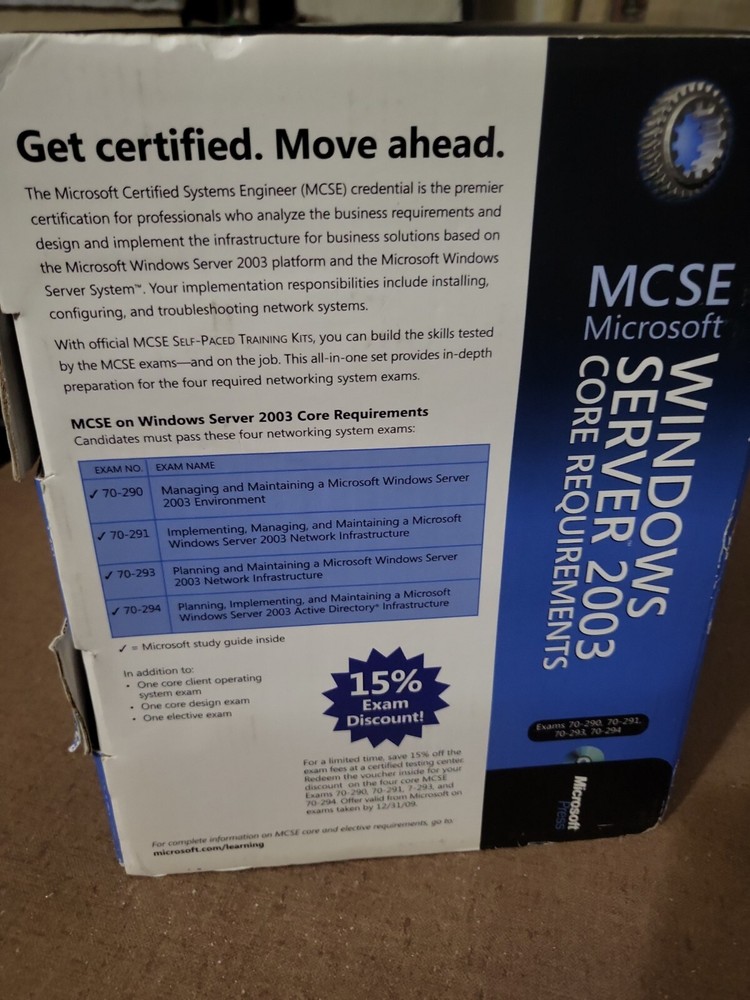 Get certified. Move ahead.
The Microsoft Certified Systems Engineer (MCSE) credential is the premier
certification for professionals who analyze the business requirements and
design and implement the infrastructure for business solutions based on
the Microsoft Windows Server 2003 platform and the Microsoft Windows
Server System™. Your implementation responsibilities include installing,
configuring, and troubleshooting network systems.
With official MCSE SELF-PACED TRAINING KITS, you can build the skills tested
by the MCSE exams—and on the job. This all-in-one set provides in-depth
preparation for the four required networking system exams.
MCSE on Windows Server 2003 Core Requirements
Candidates must pass these four networking system exams:
EXAM NO. EXAM NAME
✓ 70-290 Managing and Maintaining a Microsoft Windows Server
2003 Environment
✓ 70-291 Implementing, Managing, and Maintaining a Microsoft
Windows Server 2003 Network Infrastructure
✓ 70-293 Planning and Maintaining a Microsoft Windows Server
2003 Network Infrastructure
✓ 70-294 Planning, Implementing, and Maintaining a Microsoft
Windows Server 2003 Active Directory® Infrastructure
✓ = Microsoft study guide inside
In addition to:
• One core client operating
system exam
• One core design exam
• One elective exam
15%
Exam
Discount!
For a limited time, save 15% off the
exam fees at a certified testing center.
Redeem the voucher inside for your
discount on the four core MCSE
Exams 70-290, 70-291, 7-293, and
70-294. Offer valid from Microsoft on
exams taken by 12/31/09.
For complete information on MCSE core and elective requirements, go to:
microsoft.com/learning
MCSE
Microsoft
WINDOWS
SERVER™ 2003
CORE REQUIREMENTS
Exams 70-290, 70-291,
70-293, 70-294
Microsoft
Press